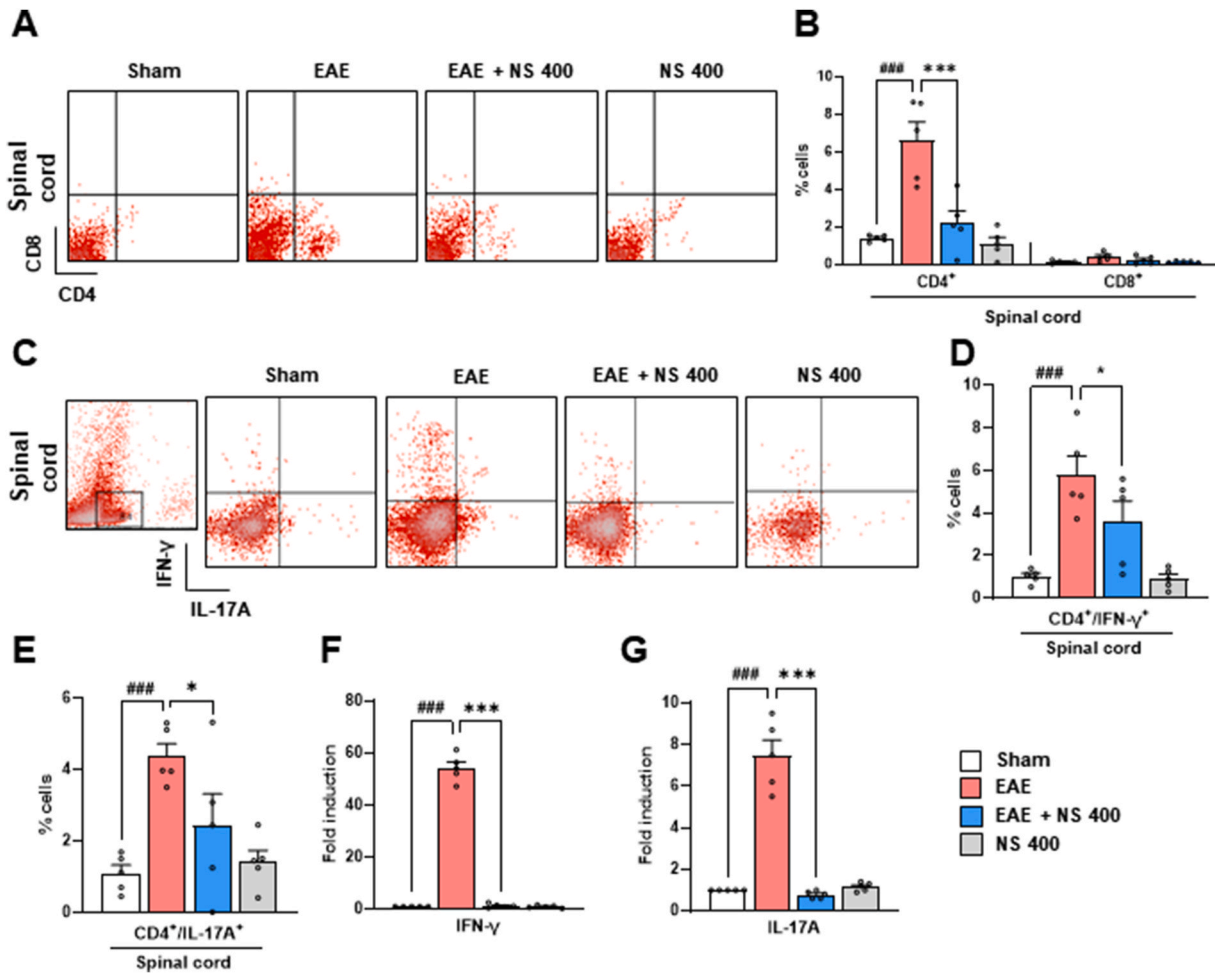 A
Sham
EAE
EAE + NS 400
NS 400
Spinal
cord
CD8
CD4
B
% cells
10
8
6
4
2
0
###
***
CD4⁺
CD8⁺
Spinal cord
C
Sham
EAE
EAE + NS 400
NS 400
Spinal
cord
IFN-γ
IL-17A
D
% cells
10
8
6
4
2
0
###
*
CD4⁺/IFN-γ⁺
Spinal cord
E
% cells
6
4
2
0
###
*
CD4⁺/IL-17A⁺
Spinal cord
F
Fold induction
80
60
40
20
0
###
***
IFN-γ
G
Fold induction
10
8
6
4
2
0
###
***
IL-17A
Sham
EAE
EAE + NS 400
NS 400